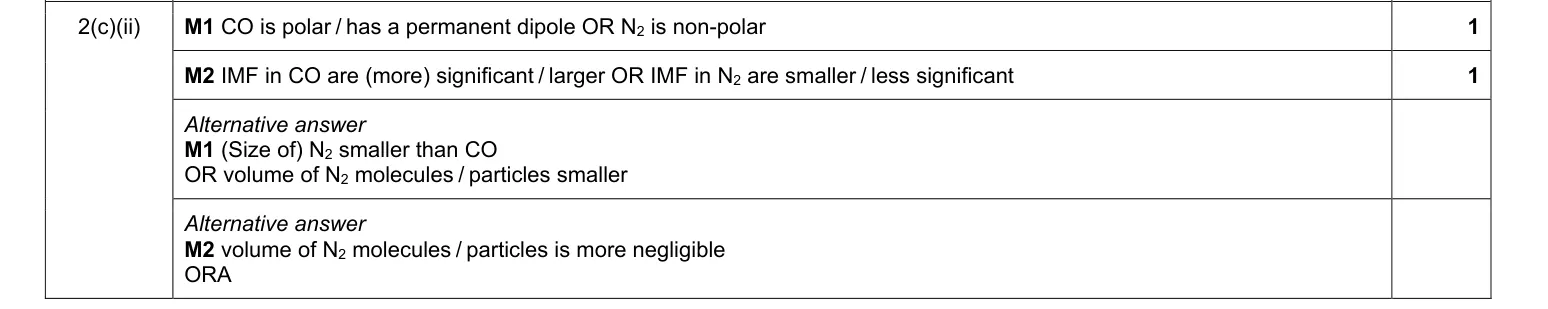 2(c)(ii)
M1 CO is polar / has a permanent dipole OR N₂ is non-polar
1
M2 IMF in CO are (more) significant / larger OR IMF in N₂ are smaller / less significant
1
Alternative answer
M1 (Size of) N₂ smaller than CO
OR volume of N₂ molecules / particles smaller
Alternative answer
M2 volume of N₂ molecules / particles is more negligible
ORA